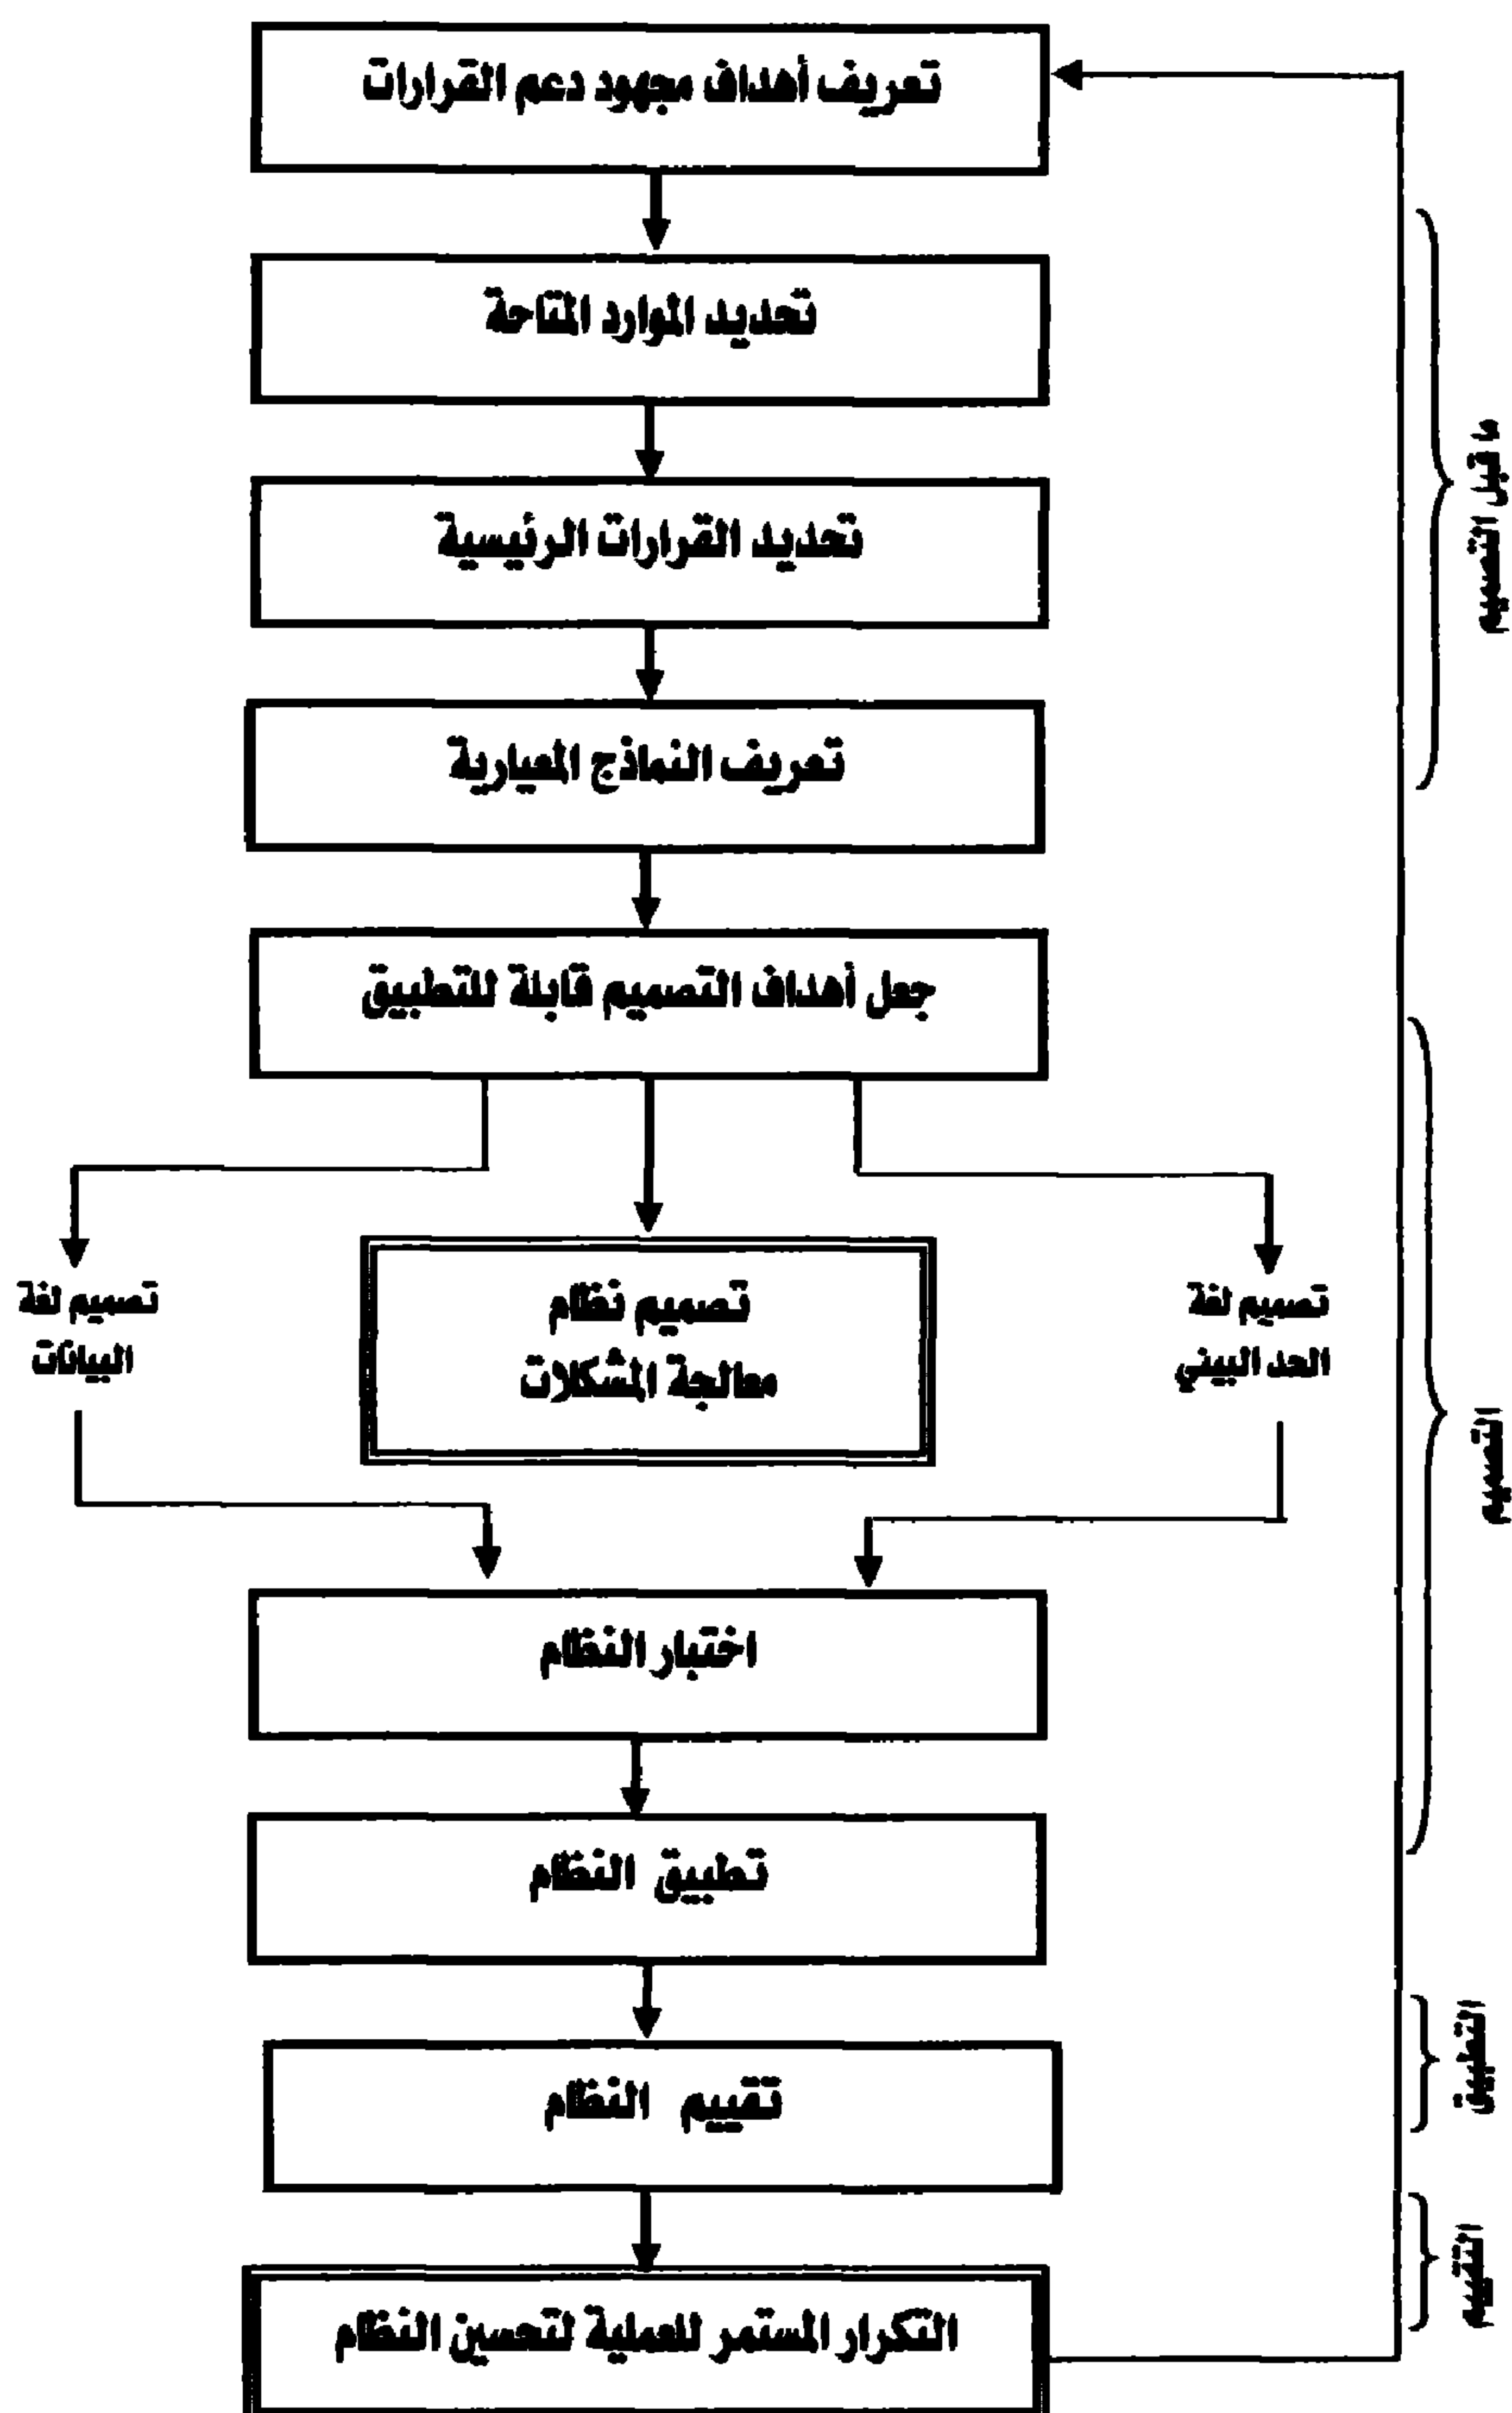 تعريف أهداف مجهود دعم القرارات
تحديد الموارد المتاحة
تحديد القرارات الرئيسية
تعريف النماذج المعيارية
ما قبل التصميم
جعل أهداف التصميم قابلة للتطبيق
تصميم لغة
الحد البيني
تصميم نظام
معالجة المشكلات
تصميم لغة
البيانات
التصميم
اختبار النظام
تطبيق النظام
التطبيق
تقييم النظام
التقييم
التكرار المستمر للعملية لتحسين النظام